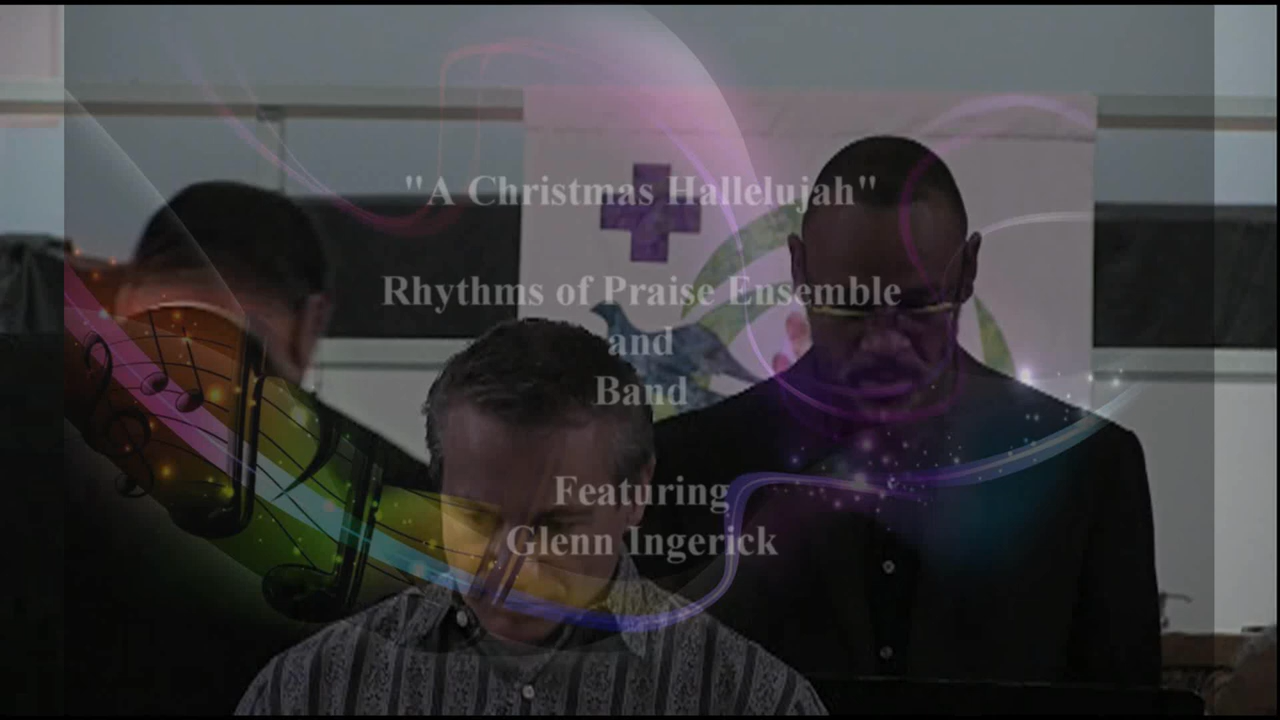 "A Christmas Hallelujah"
Rhythms of Praise Ensemble
and
Band
Featuring
Glenn Ingerick